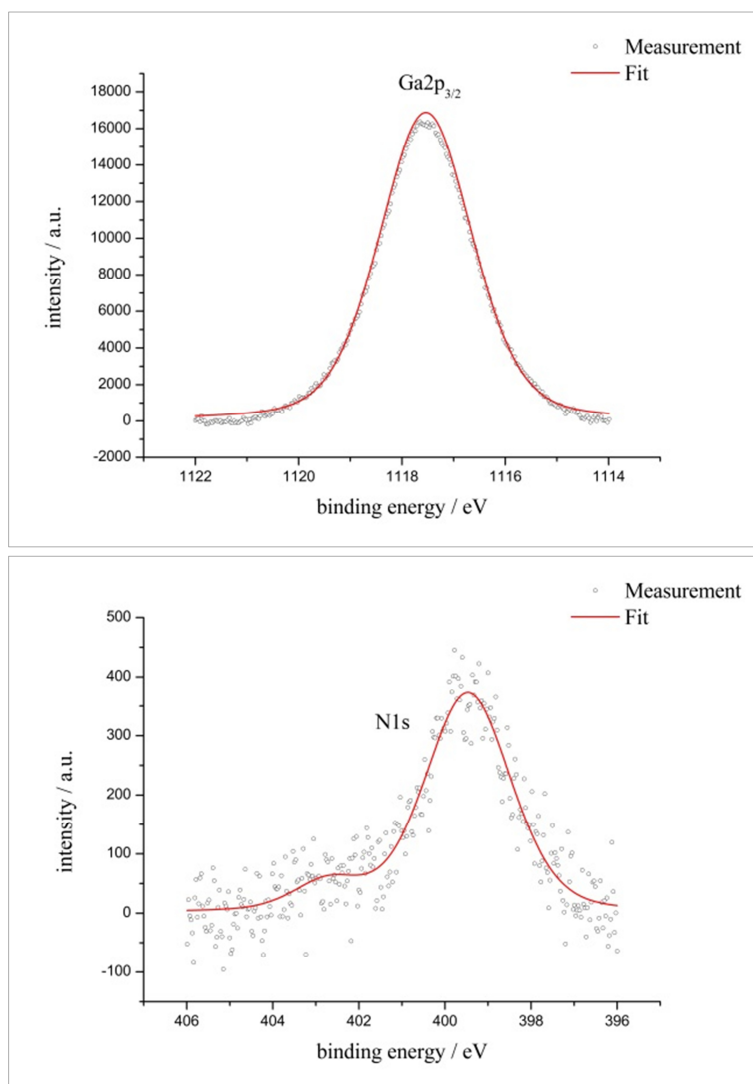 Measurement
Fit
Ga2p3/2
18000
16000
14000
12000
10000
8000
6000
4000
2000
0
-2000
intensity / a.u.
1122 1120 1118 1116 1114
binding energy / eV
Measurement
Fit
N1s
500
400
300
200
100
0
-100
intensity / a.u.
406 404 402 400 398 396
binding energy / eV